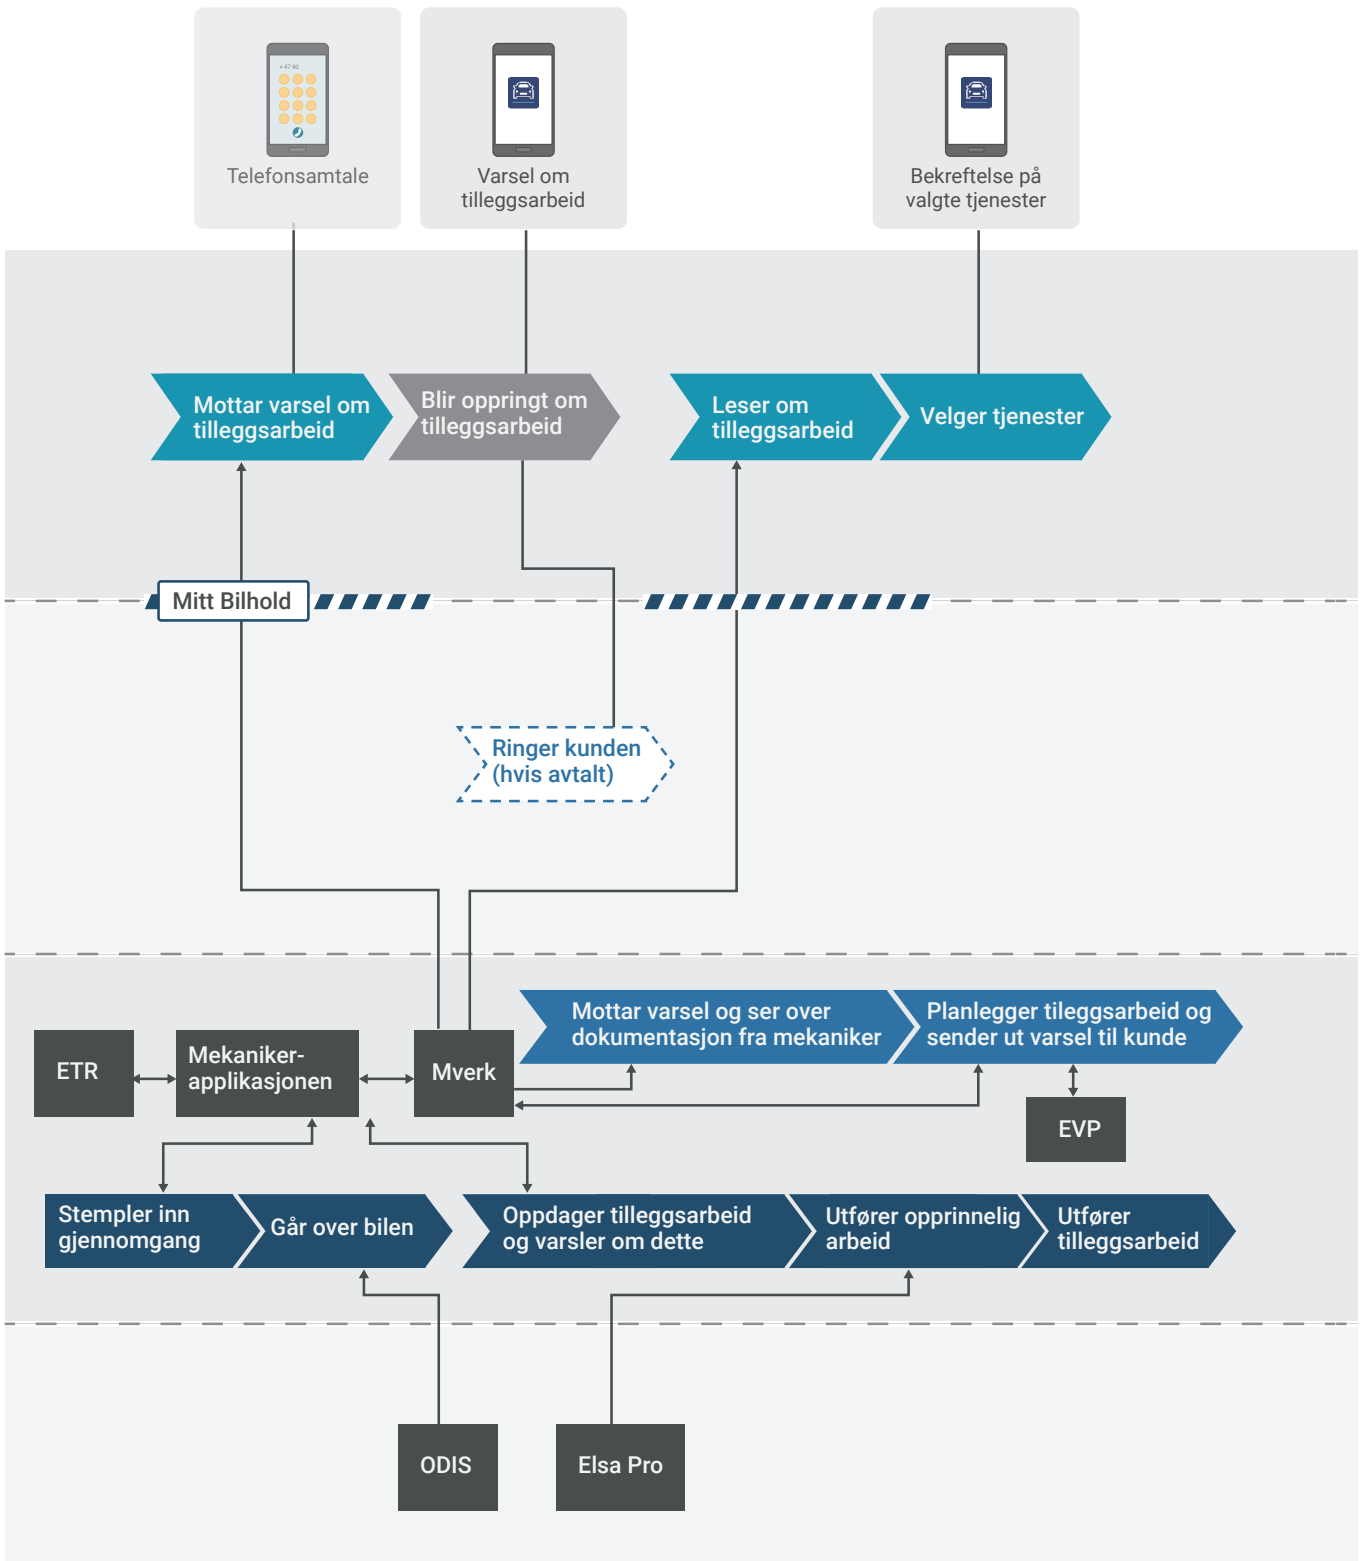 + 47 90
Telefonsamtale
Varsel om
tilleggsarbeid
Bekreftelse på
valgte tjenester
Mottar varsel om
tilleggsarbeid
Blir oppringt om
tilleggsarbeid
Leser om
tilleggsarbeid
Velger tjenester
Mitt Bilhold
Ringer kunden
(hvis avtalt)
Mottar varsel og ser over
dokumentasjon fra mekaniker
Planlegger tileggsarbeid og
sender ut varsel til kunde
ETR
Mekaniker-
applikasjonen
Mverk
EVP
Stempler inn
gjennomgang
Går over bilen
Oppdager tilleggsarbeid
og varsler om dette
Utfører opprinnelig
arbeid
Utfører
tilleggsarbeid
ODIS
Elsa Pro